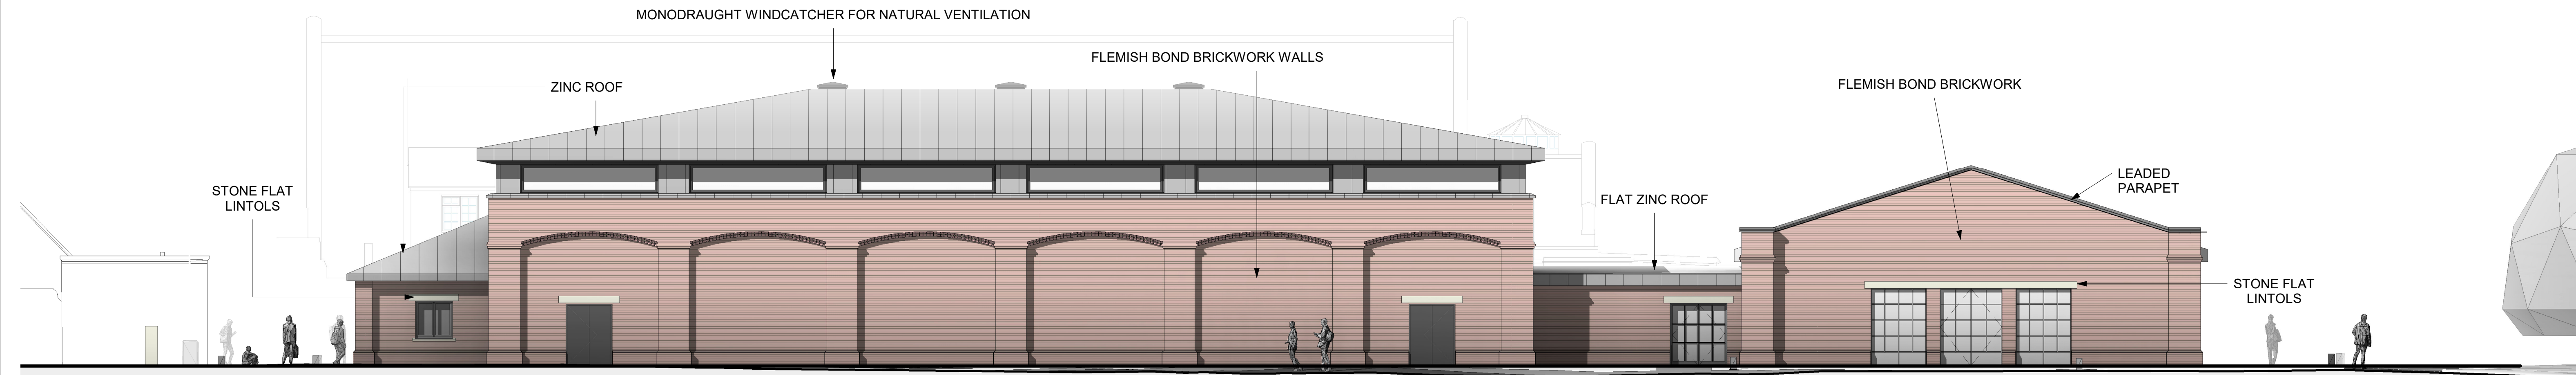 MONODRAUGHT WINDCATCHER FOR NATURAL VENTILATION
FLEMISH BOND BRICKWORK WALLS
ZINC ROOF
FLEMISH BOND BRICKWORK
LEADED
PARAPET
STONE FLAT
LINTOLS
FLAT ZINC ROOF
STONE FLAT
LINTOLS